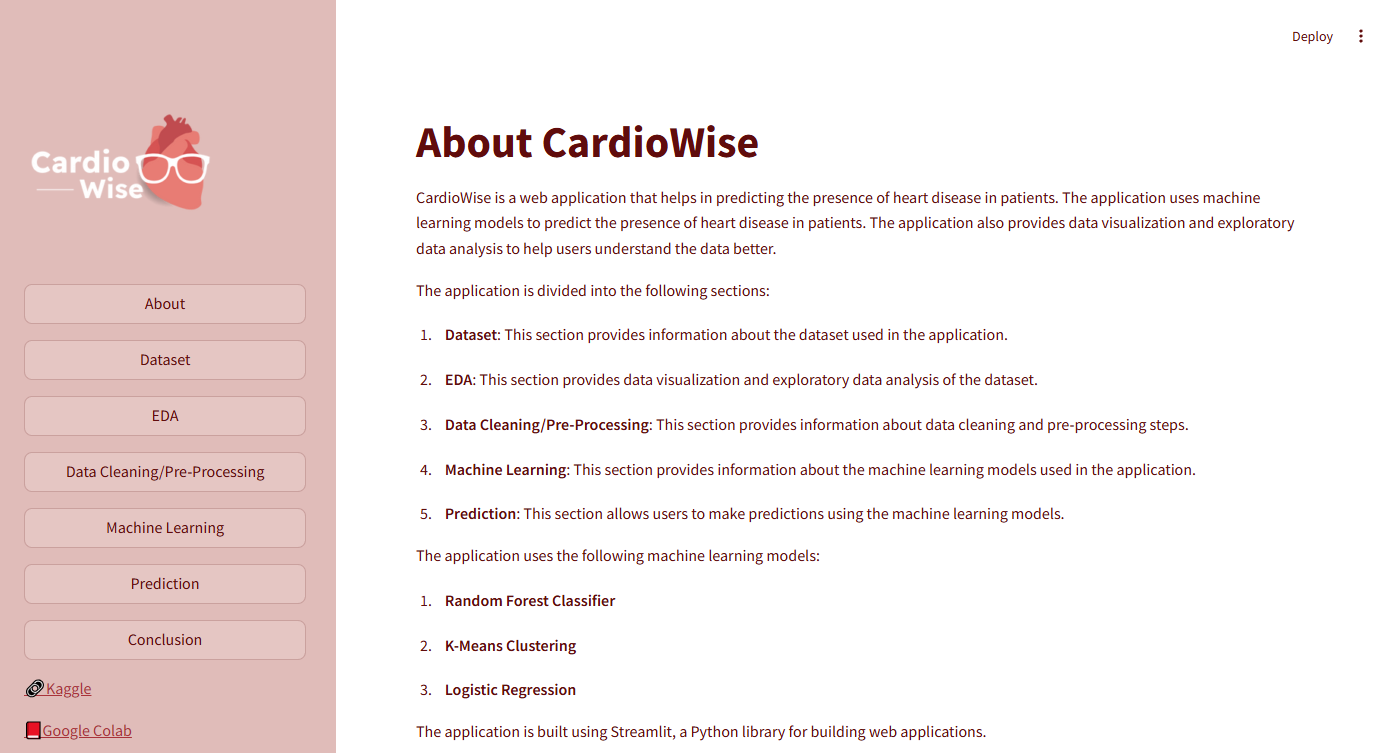 Deploy
Cardio
Wise
About
Dataset
EDA
Data Cleaning/Pre-Processing
Machine Learning
Prediction
Conclusion
Kaggle
Google Colab
About CardioWise
CardioWise is a web application that helps in predicting the presence of heart disease in patients. The application uses machine
learning models to predict the presence of heart disease in patients. The application also provides data visualization and exploratory
data analysis to help users understand the data better.
The application is divided into the following sections:
1. Dataset: This section provides information about the dataset used in the application.
2. EDA: This section provides data visualization and exploratory data analysis of the dataset.
3. Data Cleaning/Pre-Processing: This section provides information about data cleaning and pre-processing steps.
4. Machine Learning: This section provides information about the machine learning models used in the application.
5. Prediction: This section allows users to make predictions using the machine learning models.
The application uses the following machine learning models:
1. Random Forest Classifier
2. K-Means Clustering
3. Logistic Regression
The application is built using Streamlit, a Python library for building web applications.